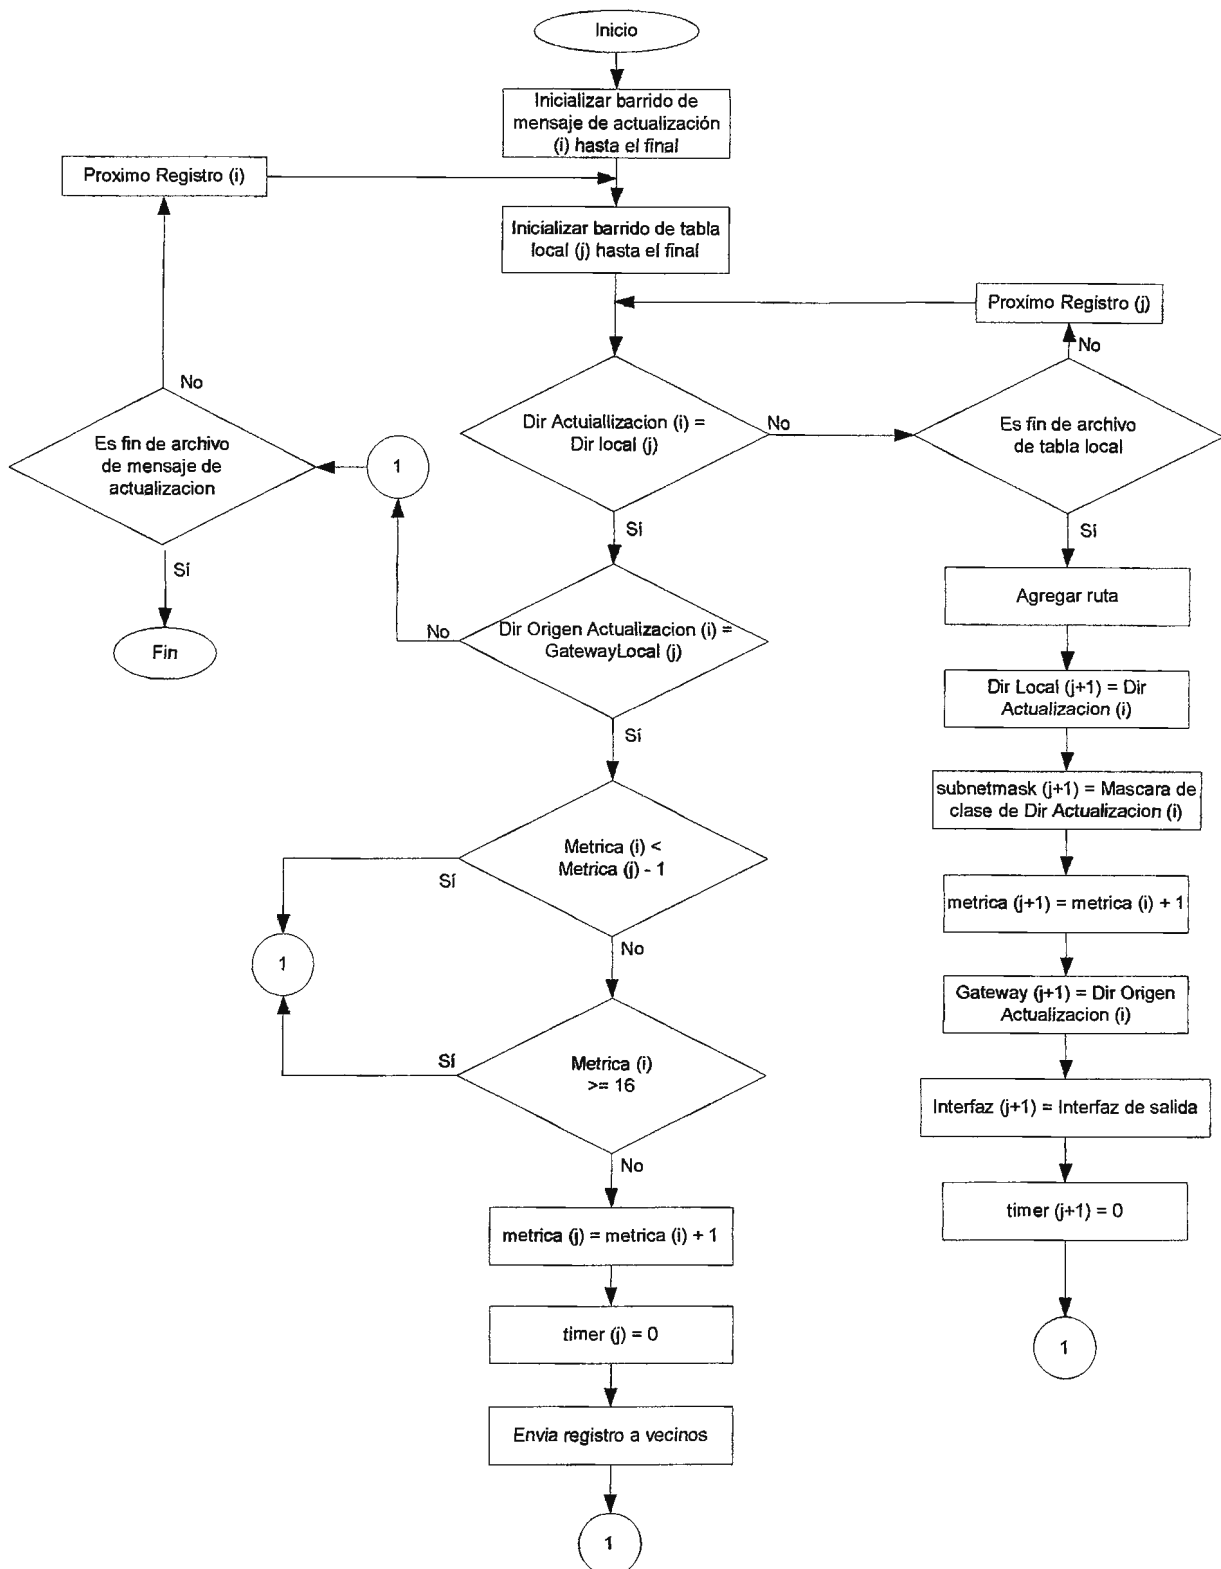 Inicio
Inicializar barrido de
mensaje de actualización
(i) hasta el final
Proximo Registro (i)
Inicializar barrido de tabla
local (j) hasta el final
Proximo Registro (j)
No
No
Dir Actuiallizacion (i) =
Dir local (j)
No
Es fin de archivo
de tabla local
Es fin de archivo
de mensaje de
actualizacion
1
Sí
Sí
Sí
Agregar ruta
No
Dir Origen Actualizacion (i) =
GatewayLocal (j)
Fin
Dir Local (j+1) = Dir
Actualizacion (i)
Sí
subnetmask (j+1) = Mascara de
clase de Dir Actualizacion (i)
Metrica (i) <
Metrica (j) - 1
Sí
metrica (j+1) = metrica (i) + 1
No
1
Gateway (j+1) = Dir Origen
Actualizacion (i)
Sí
Metrica (i)
>= 16
Interfaz (j+1) = Interfaz de salida
No
timer (j+1) = 0
metrica (j) = metrica (i) + 1
timer (j) = 0
1
Envia registro a vecinos
1